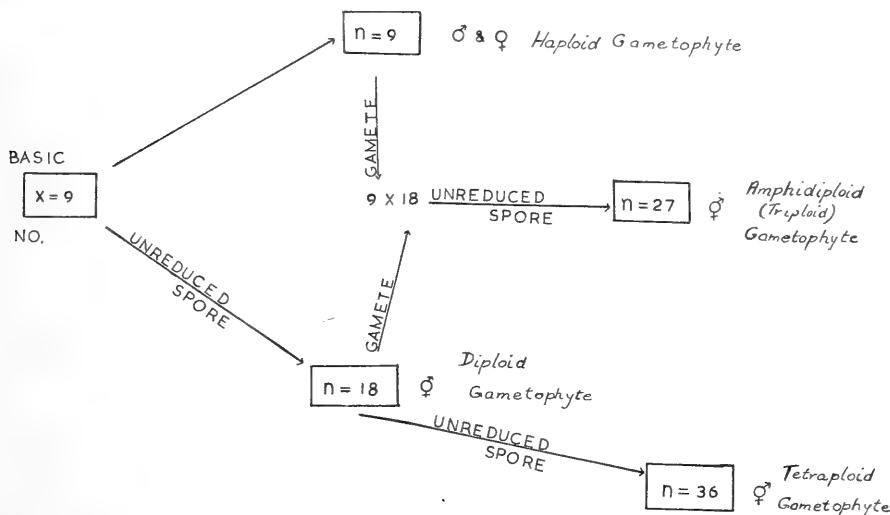 n = 9 ♂ & ♀ Haploid Gametophyte
GAMETE
BASIC
x = 9
NO.
9 X 18
UNREDUCED
SPORE
n = 27 ⚥ Amphidiploid
(Triploid)
Gametophyte
UNREDUCED
SPORE
GAMETE
n = 18 ⚥ Diploid
Gametophyte
UNREDUCED
SPORE
n = 36 ⚥ Tetraploid
Gametophyte